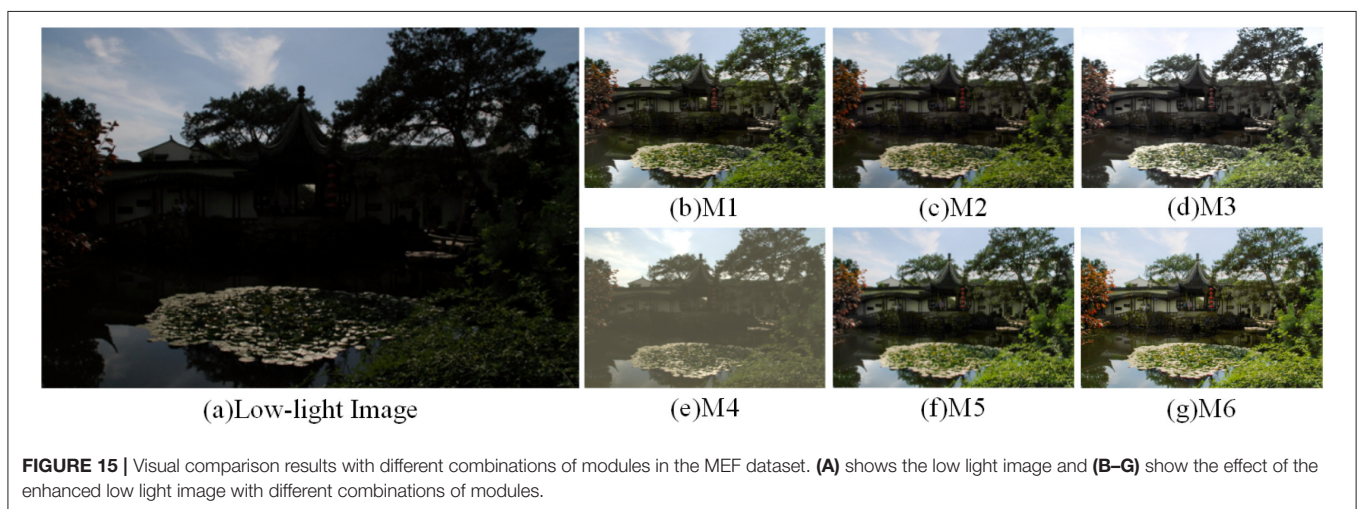 (b)M1
(c)M2
(d)M3
(a)Low-light Image
(e)M4
(f)M5
(g)M6
FIGURE 15 | Visual comparison results with different combinations of modules in the MEF dataset. (A) shows the low light image and (B–G) show the effect of the
enhanced low light image with different combinations of modules.